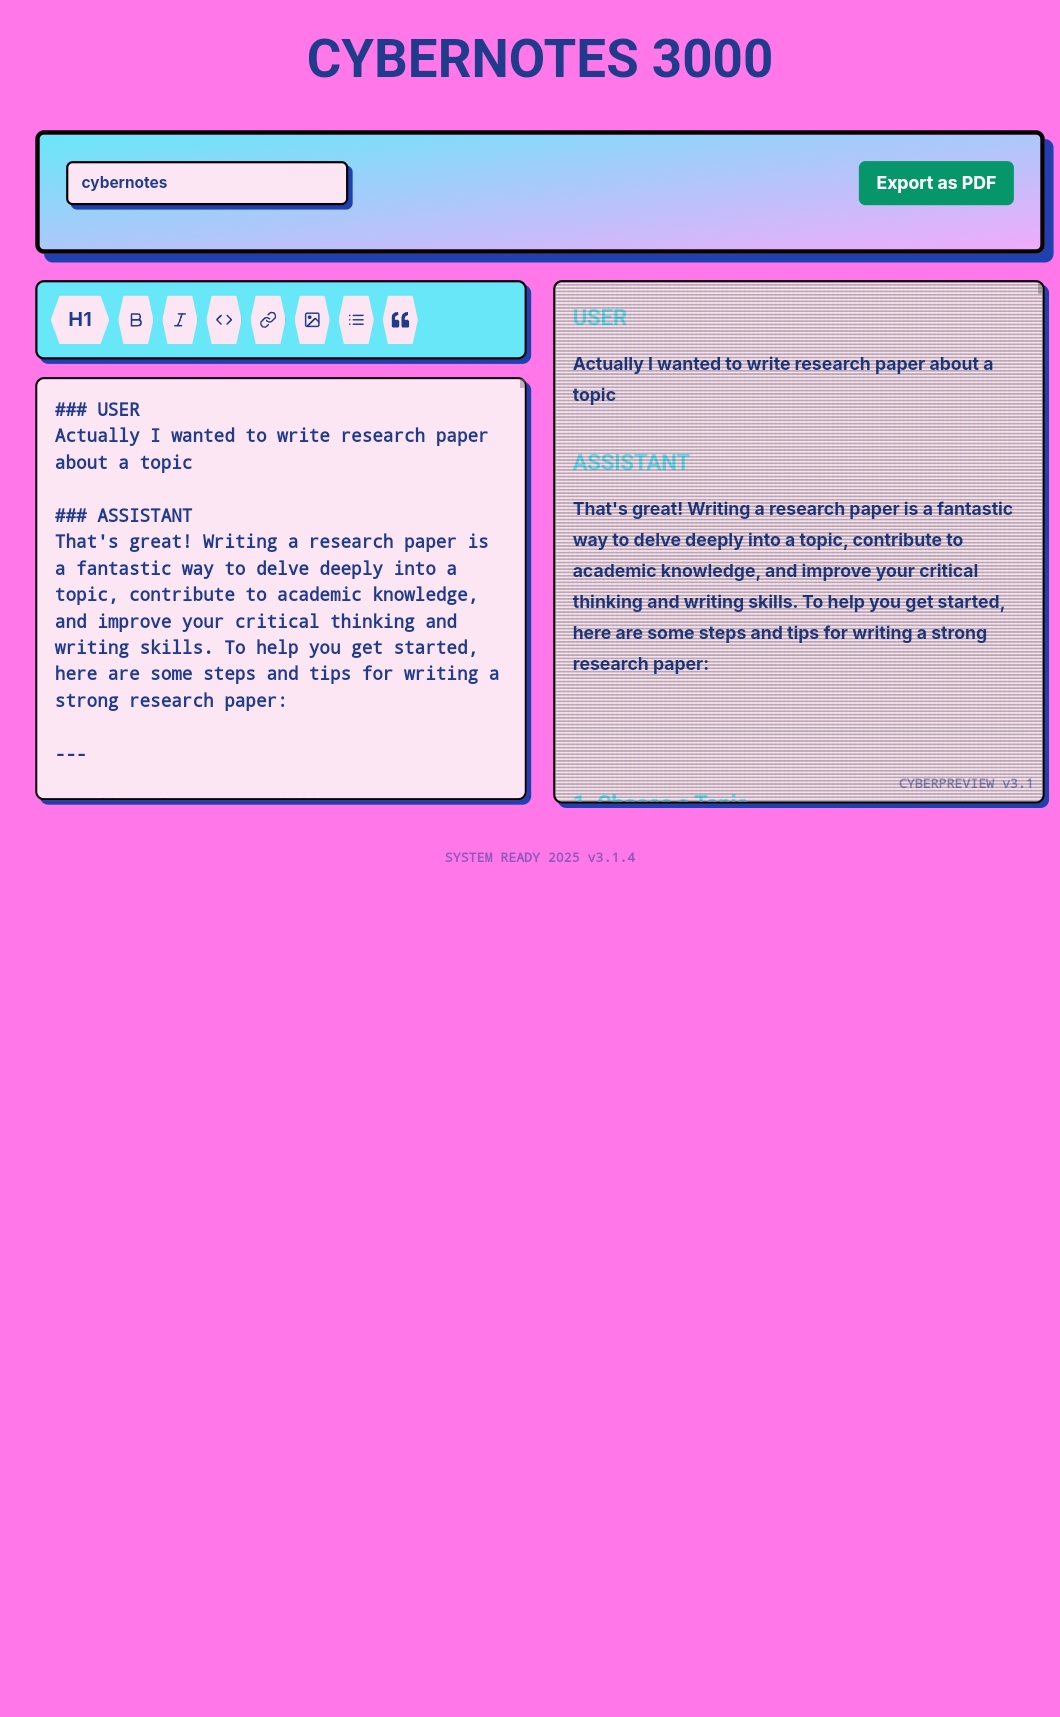 CYBERNOTES 3000
cybernotes
Export as PDF
H1
### USER
Actually I wanted to write research paper
about a topic
### ASSISTANT
That's great! Writing a research paper is
a fantastic way to delve deeply into a
topic, contribute to academic knowledge,
and improve your critical thinking and
writing skills. To help you get started,
here are some steps and tips for writing a
strong research paper:
---
USER
Actually I wanted to write research paper about a
topic
ASSISTANT
That's great! Writing a research paper is a fantastic
way to delve deeply into a topic, contribute to
academic knowledge, and improve your critical
thinking and writing skills. To help you get started,
here are some steps and tips for writing a strong
research paper:
CYBERPREVIEW v3.1
1. Choose a Topic
SYSTEM READY 2025 v3.1.4